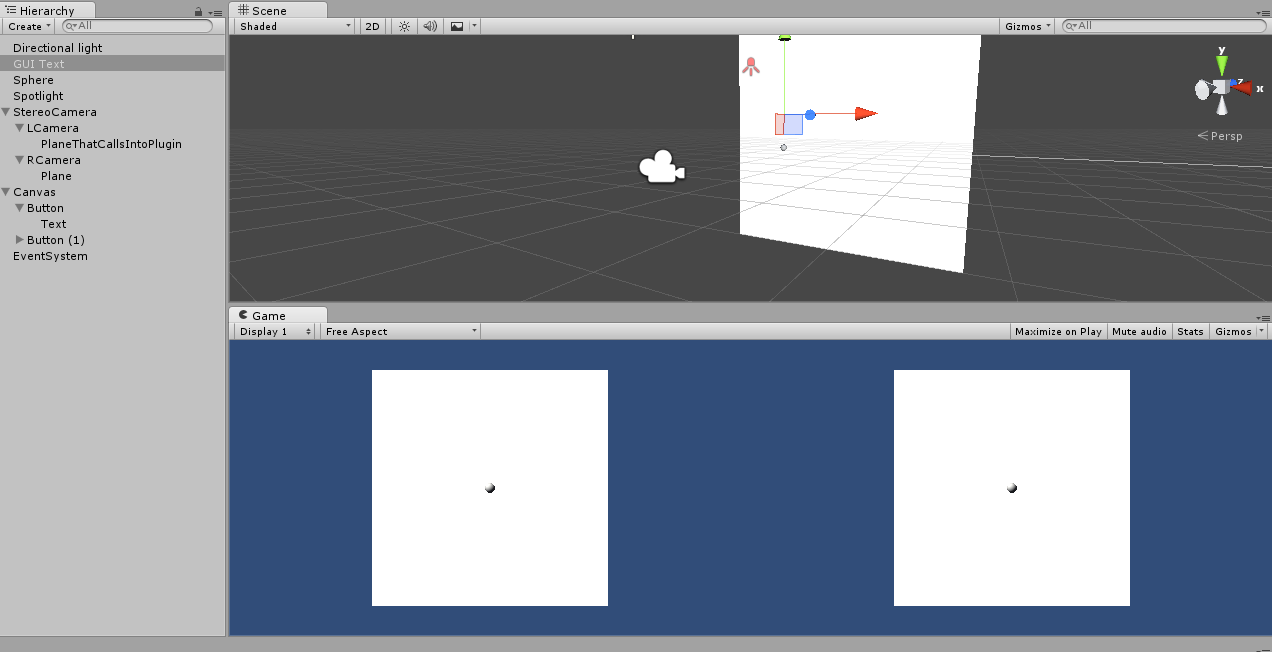 Hierarchy
Create All
Directional light
GUI Text
Sphere
Spotlight
StereoCamera
LCamera
PlaneThatCallsIntoPlugin
RCamera
Plane
Canvas
Button
Text
Button (1)
EventSystem
Scene
Shaded 2D Gizmos All
y
z
x
Persp
Game
Display 1 Free Aspect Maximize on Play Mute audio Stats Gizmos